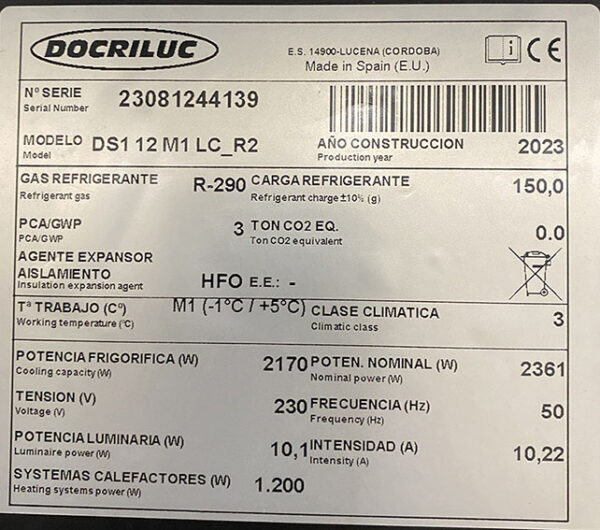 DOCRILUC
E.S. 14900-LUCENA (CORDOBA)
Made in Spain (E.U.)
i CE
Nº SERIE 23081244139
Serial Number
MODELO DS1 12 M1 LC_R2 AÑO CONSTRUCCION 2023
Model Production year
GAS REFRIGERANTE R-290 CARGA REFRIGERANTE 150,0
Refrigerant gas Refrigerant charge ±10% (g)
PCA/GWP 3 TON CO2 EQ. 0.0
PCA/GWP Ton CO2 equivalent
AGENTE EXPANSOR
AISLAMIENTO HFO E.E.: -
Insulation expansion agent
Tª TRABAJO (Cº) M1 (-1°C / +5°C) CLASE CLIMATICA 3
Working temperature (ºC) Climatic class
POTENCIA FRIGORIFICA (W) 2170 POTEN. NOMINAL (W) 2361
Cooling capacity (W) Nominal power (W)
TENSION (V) 230 FRECUENCIA (Hz) 50
Voltage (V) Frequency (Hz)
POTENCIA LUMINARIA (W) 10,1 INTENSIDAD (A) 10,22
Luminaire power (W) Intensity (A)
SYSTEMAS CALEFACTORES (W) 1.200
Heating systems power (W)